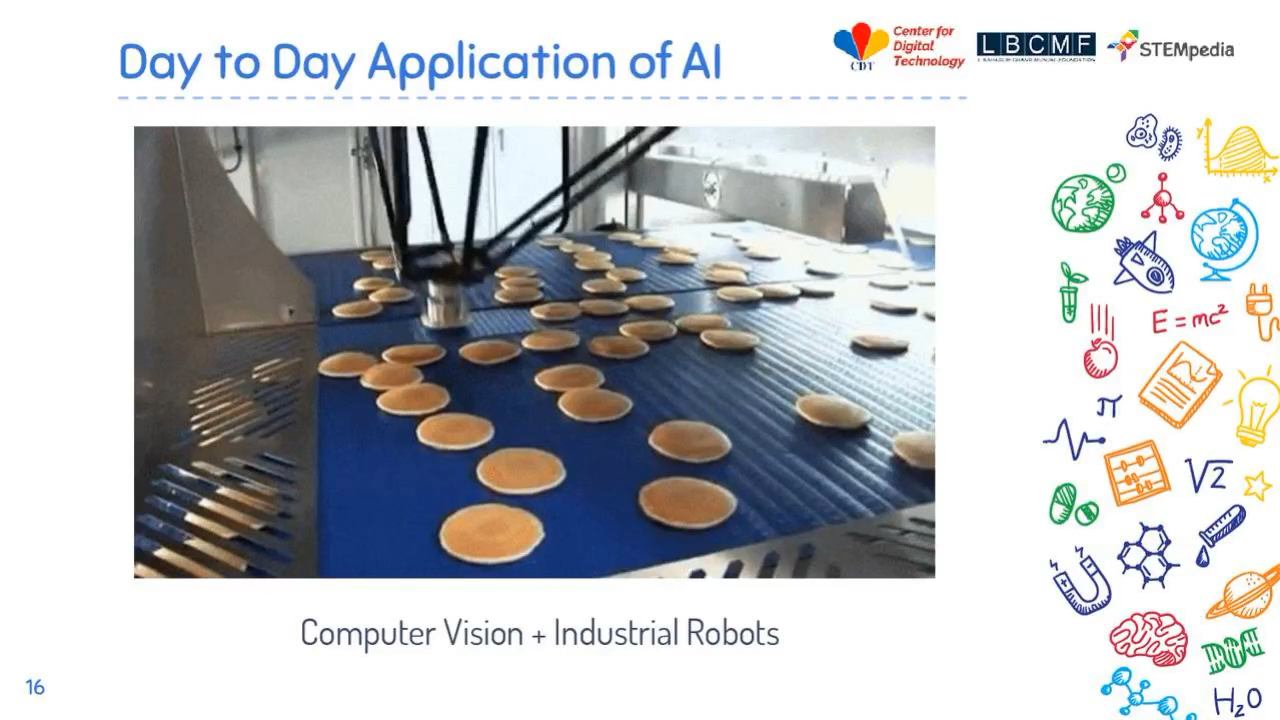 Day to Day Application of AI
CDT
Center for
Digital
Technology
LBCMF
STEMpedia
y
x
E = mc²
π
√2
Computer Vision + Industrial Robots
16
H₂O